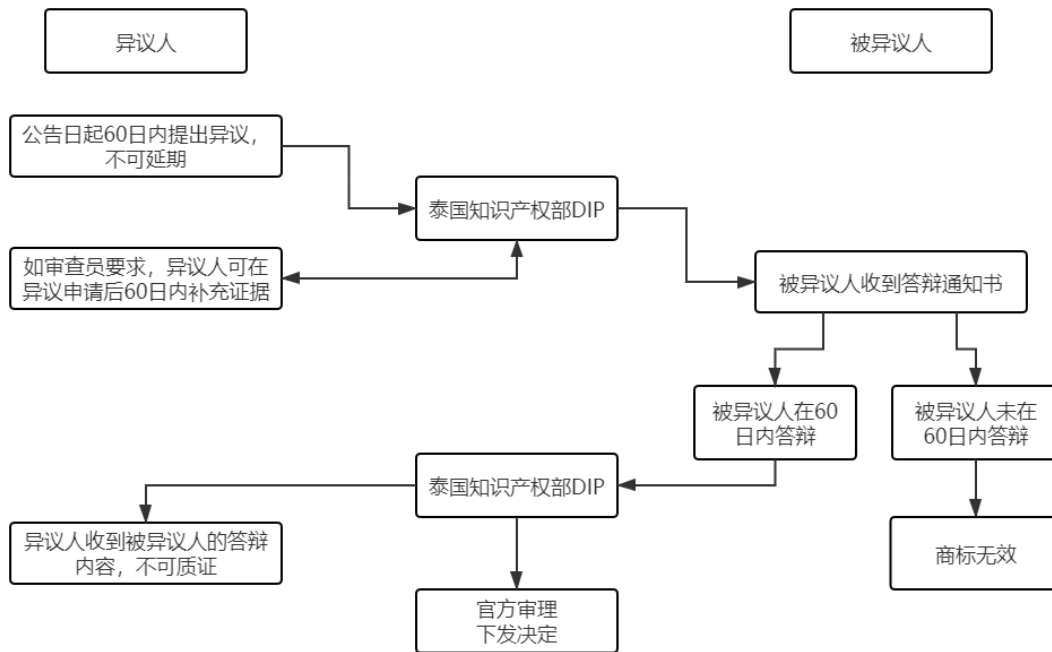 异议人
被异议人
公告日起60日内提出异议，
不可延期
泰国知识产权部DIP
如审查员要求，异议人可在
异议申请后60日内补充证据
被异议人收到答辩通知书
被异议人在60
日内答辩
被异议人未在
60日内答辩
泰国知识产权部DIP
异议人收到被异议人的答辩
内容，不可质证
商标无效
官方审理
下发决定